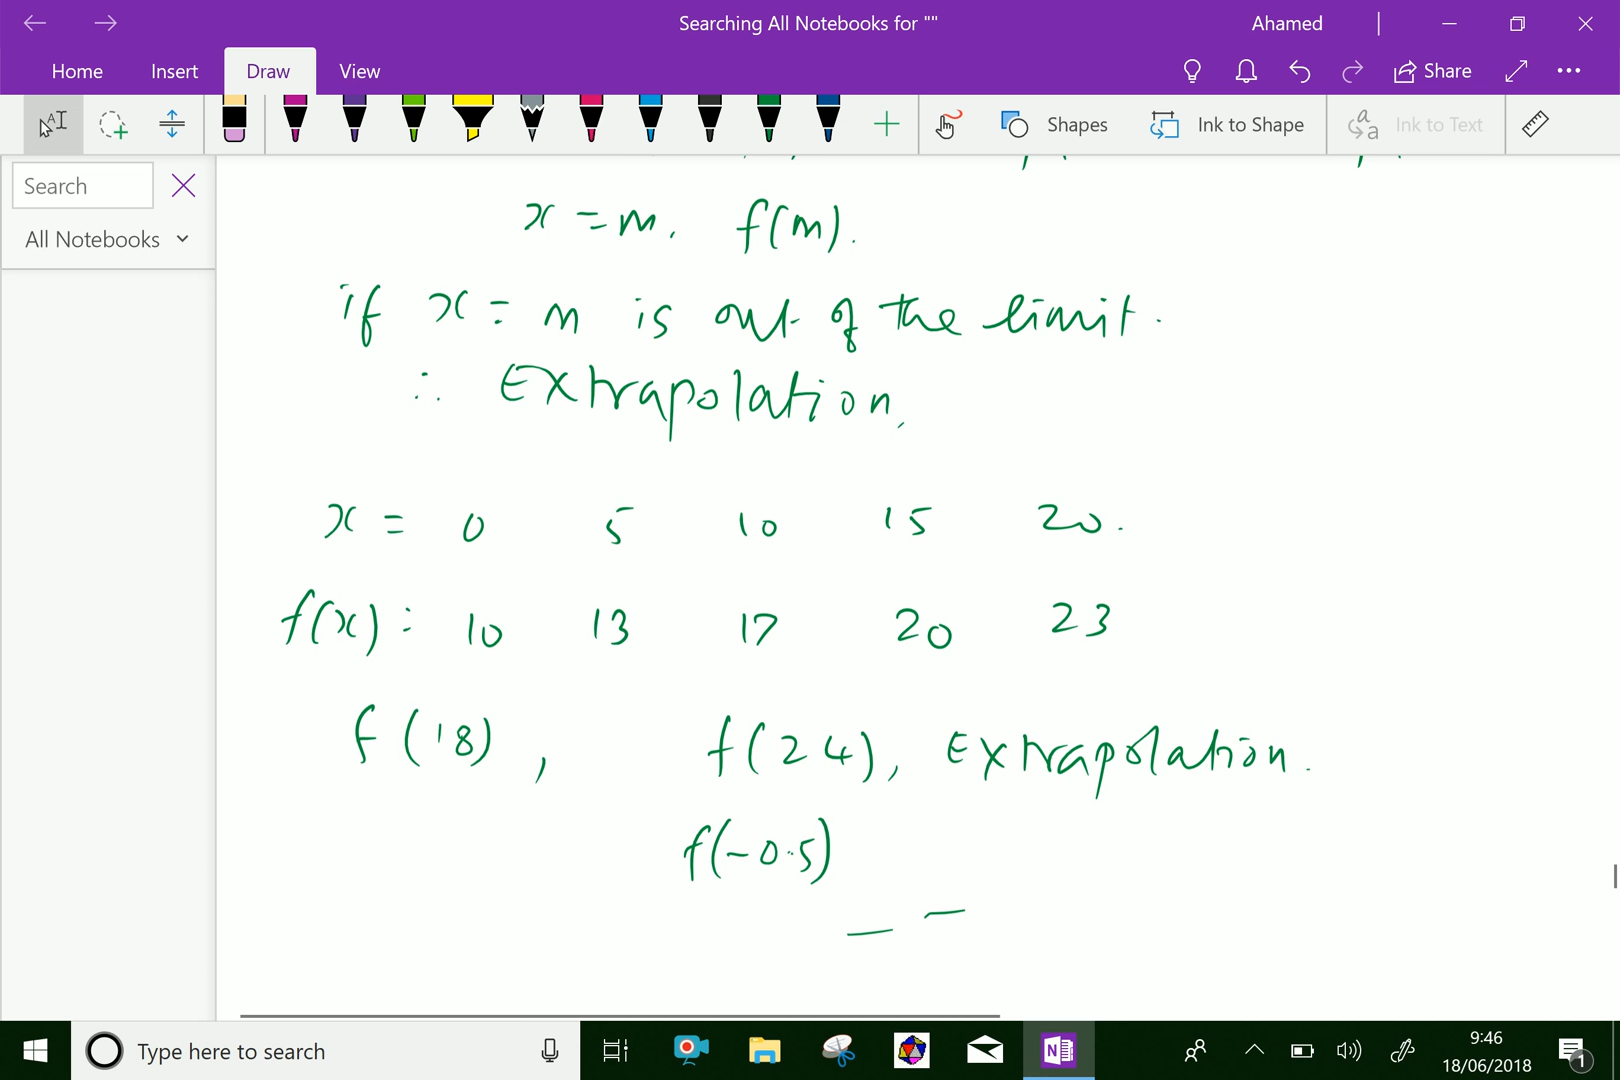 Searching All Notebooks for ""
Ahamed
Home Insert Draw View
Share
Shapes
Ink to Shape
Ink to Text
Search
All Notebooks
x = m, f(m).
if x = m is out of the limit.
∴ Extrapolation,
x = 0 5 10 15 20.
f(x) : 10 13 17 20 23
f(18), f(24), Extrapolation.
f(-0.5)
Type here to search
9:46
18/06/2018
1